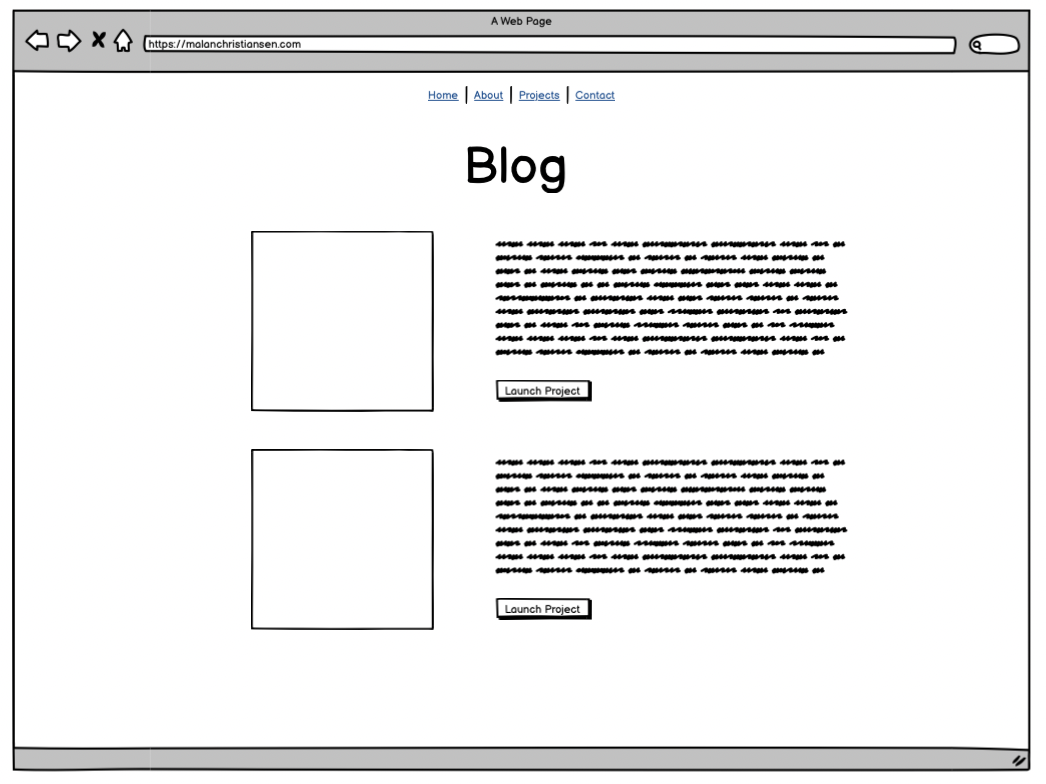 A Web Page
https://malanchristiansen.com
Home | About | Projects | Contact
Blog
Launch Project
Launch Project